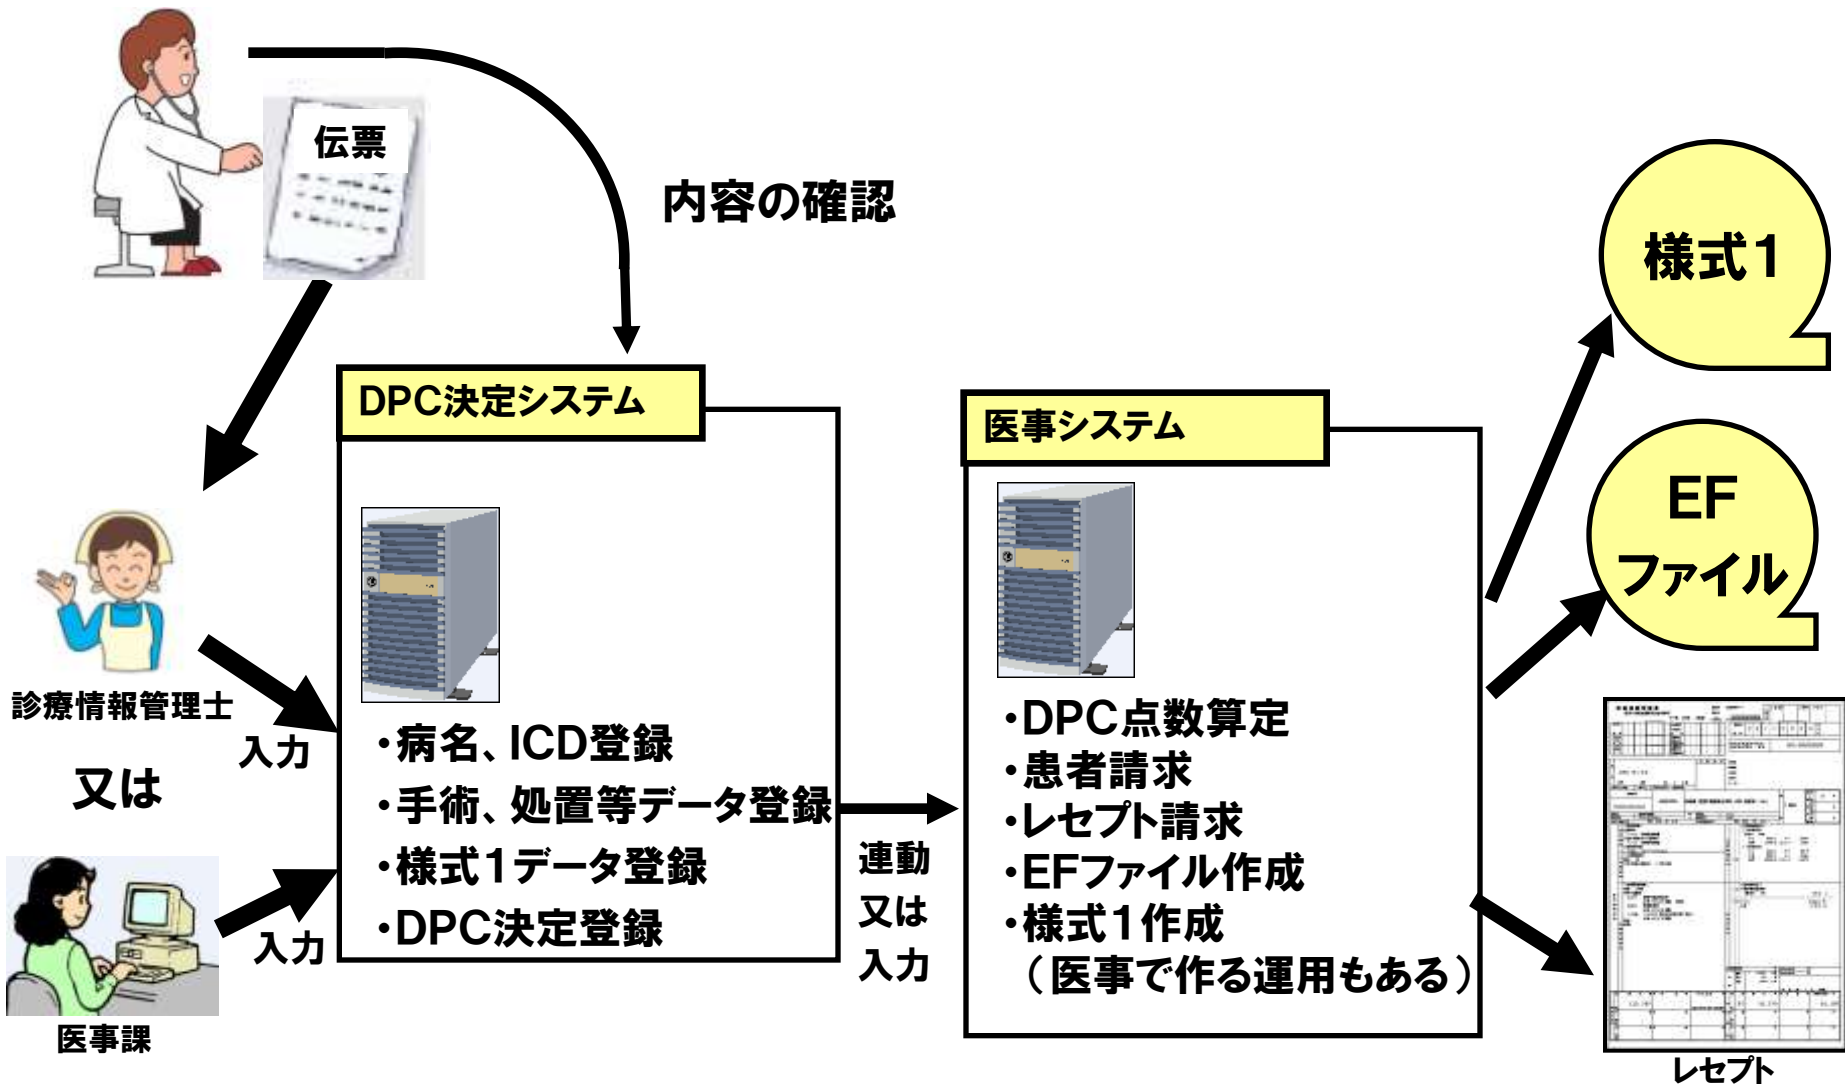 伝票
内容の確認
様式1
DPC決定システム
医事システム
EF
ファイル
診療情報管理士
入力
又は
・病名、ICD登録
・手術、処置等データ登録
・様式1データ登録
・DPC決定登録
入力
医事課
連動
又は
入力
・DPC点数算定
・患者請求
・レセプト請求
・EFファイル作成
・様式1作成
（医事で作る運用もある）
レセプト